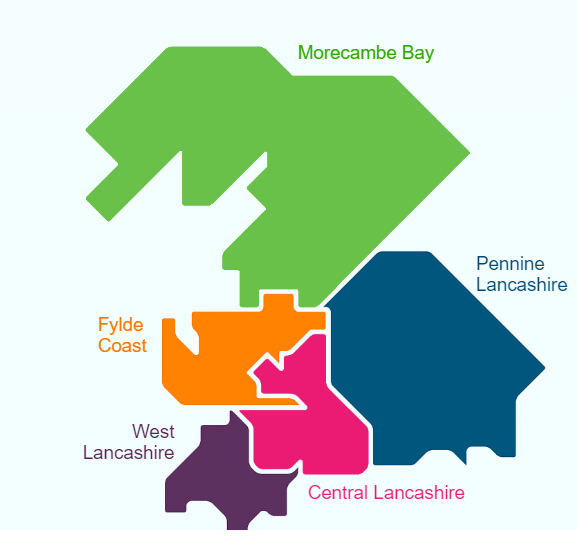 Morecambe Bay
Pennine
Lancashire
Fylde
Coast
West
Lancashire
Central Lancashire